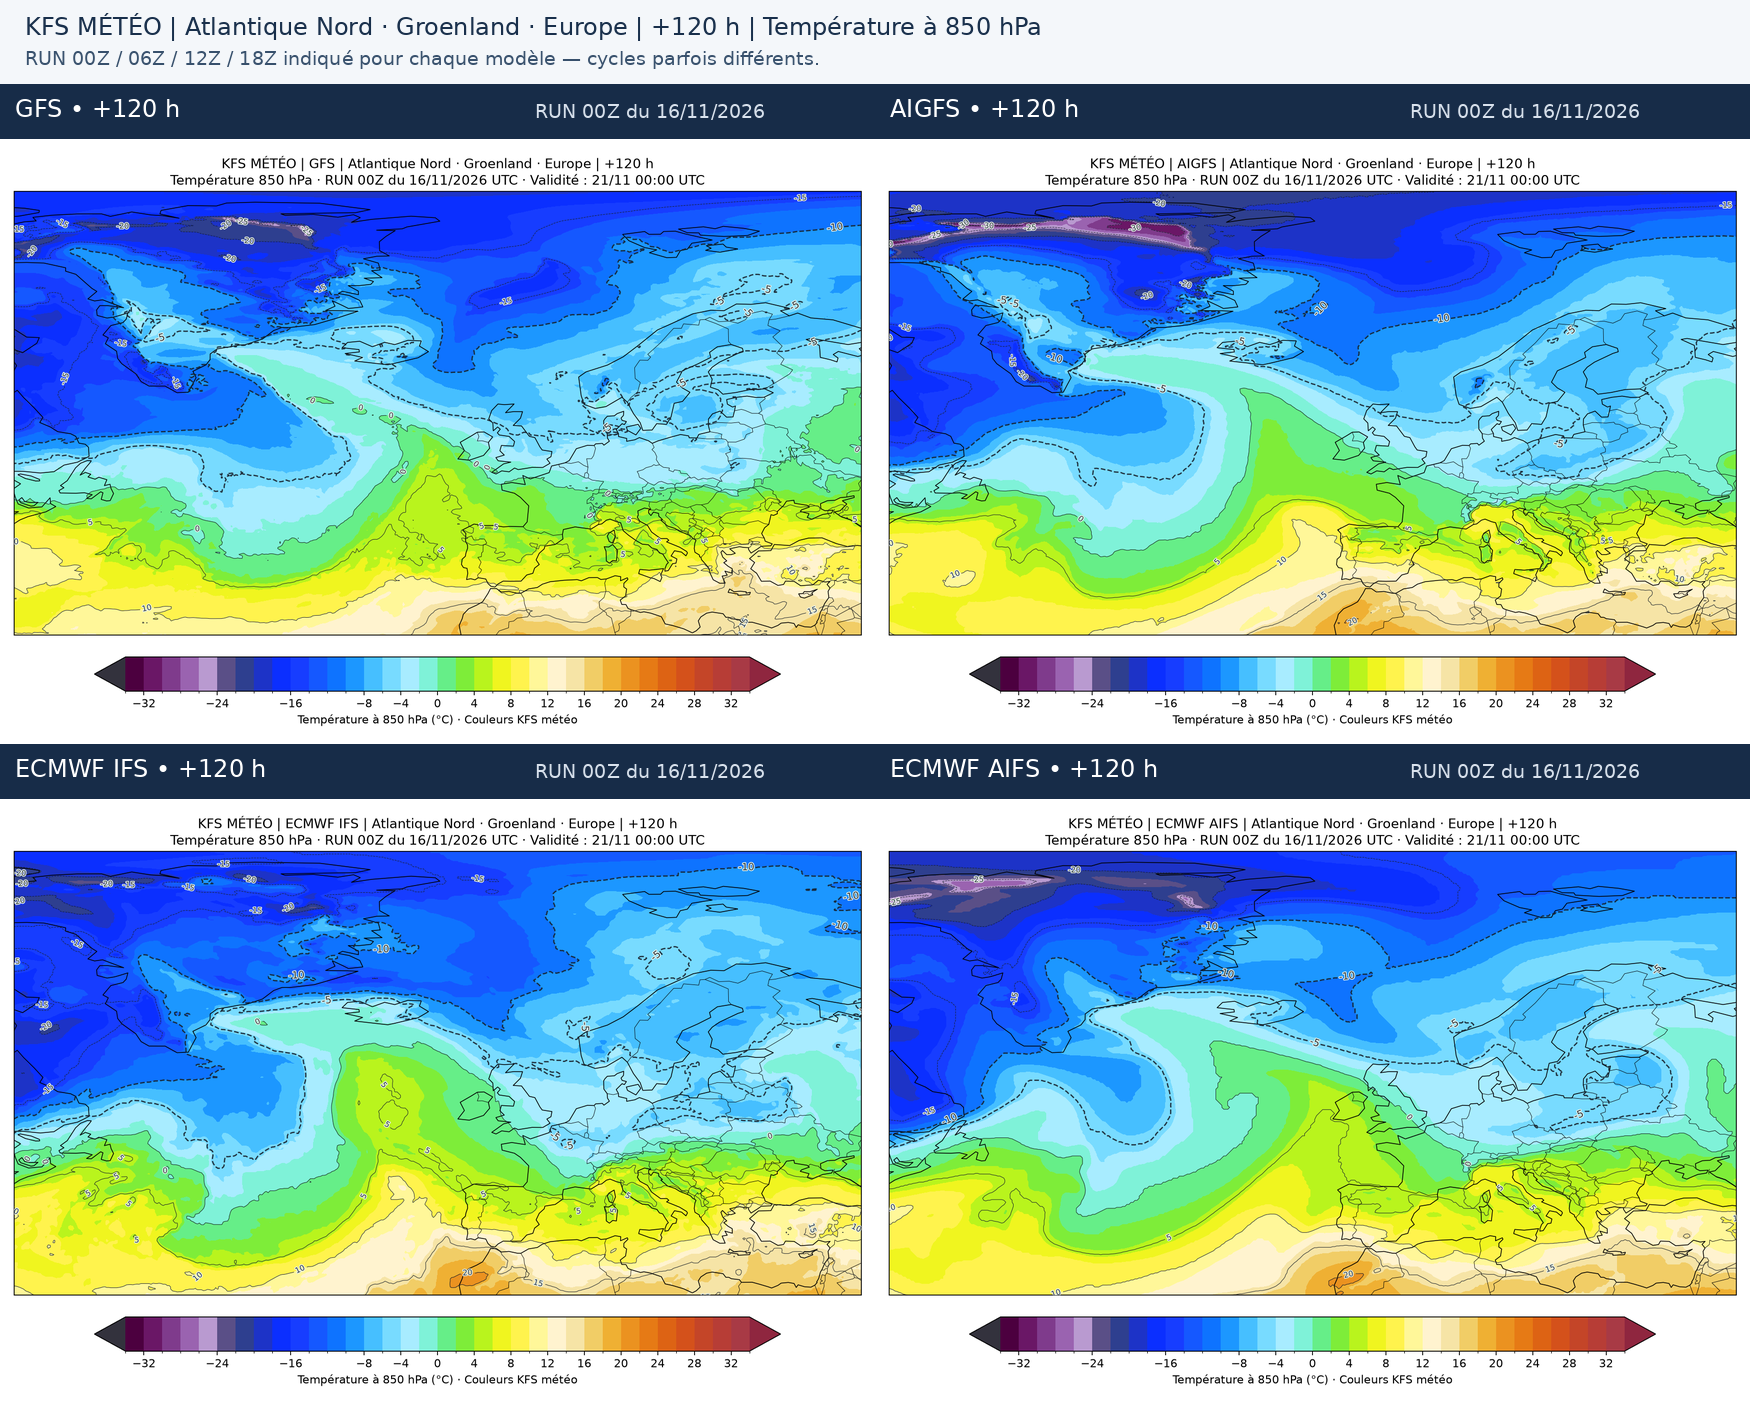 KFS MÉTÉO | Atlantique Nord · Groenland · Europe | +120 h | Température à 850 hPa
RUN 00Z / 06Z / 12Z / 18Z indiqué pour chaque modèle — cycles parfois différents.
GFS • +120 h
RUN 00Z du 16/11/2026
AIGFS • +120 h
RUN 00Z du 16/11/2026
KFS MÉTÉO | GFS | Atlantique Nord · Groenland · Europe | +120 h
Température 850 hPa · RUN 00Z du 16/11/2026 UTC · Validité : 21/11 00:00 UTC
KFS MÉTÉO | AIGFS | Atlantique Nord · Groenland · Europe | +120 h
Température 850 hPa · RUN 00Z du 16/11/2026 UTC · Validité : 21/11 00:00 UTC
−32 −24 −16 −8 −4 0 4 8 12 16 20 24 28 32
Température à 850 hPa (°C) · Couleurs KFS météo
−32 −24 −16 −8 −4 0 4 8 12 16 20 24 28 32
Température à 850 hPa (°C) · Couleurs KFS météo
ECMWF IFS • +120 h
RUN 00Z du 16/11/2026
ECMWF AIFS • +120 h
RUN 00Z du 16/11/2026
KFS MÉTÉO | ECMWF IFS | Atlantique Nord · Groenland · Europe | +120 h
Température 850 hPa · RUN 00Z du 16/11/2026 UTC · Validité : 21/11 00:00 UTC
KFS MÉTÉO | ECMWF AIFS | Atlantique Nord · Groenland · Europe | +120 h
Température 850 hPa · RUN 00Z du 16/11/2026 UTC · Validité : 21/11 00:00 UTC
−32 −24 −16 −8 −4 0 4 8 12 16 20 24 28 32
Température à 850 hPa (°C) · Couleurs KFS météo
−32 −24 −16 −8 −4 0 4 8 12 16 20 24 28 32
Température à 850 hPa (°C) · Couleurs KFS météo